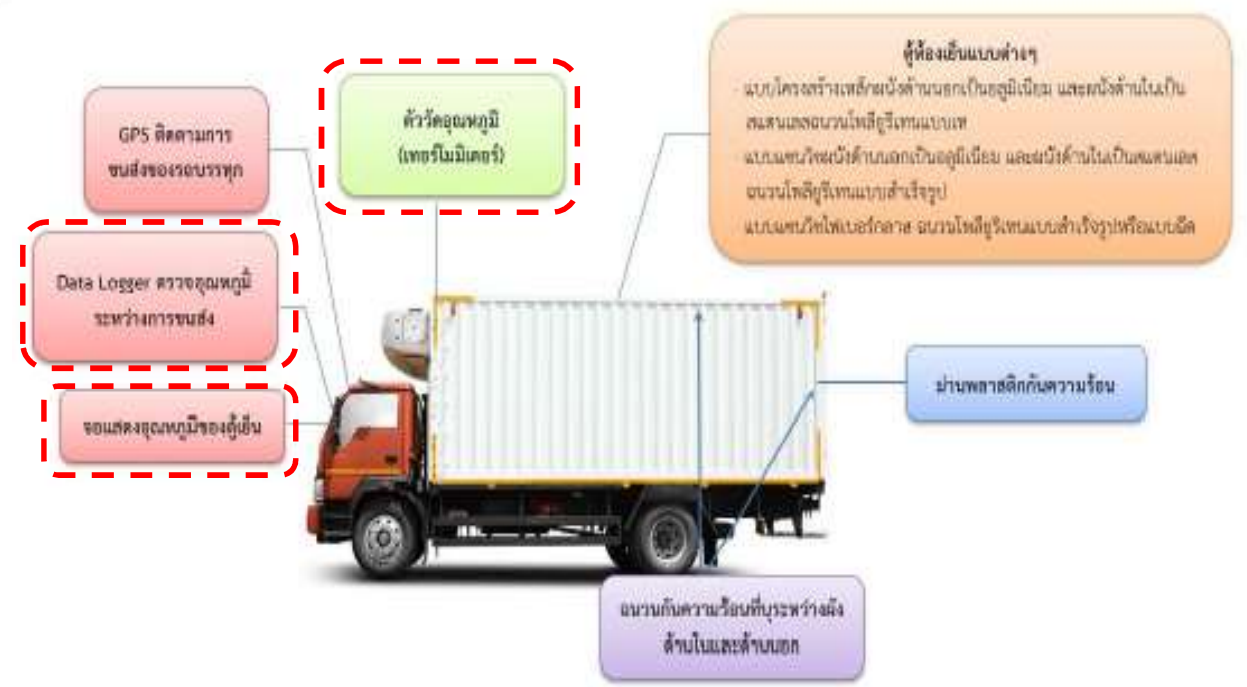 ตู้ห้องเย็นแบบต่างๆ
- แบบโครงสร้างเหล็กผนังด้านนอกเป็นอลูมิเนียม และผนังด้านในเป็น
สแตนเลสฉนวนโพลียูรีเทนแบบเท
- แบบแซนวิชผนังด้านนอกเป็นอลูมิเนียม และผนังด้านในเป็นสแตนเลส
ฉนวนโพลียูรีเทนแบบสำเร็จรูป
แบบแซนวิชไฟเบอร์กลาส ฉนวนโพลียูรีเทนแบบสำเร็จรูปหรือแบบฉีด
ตัววัดอุณหภูมิ
(เทอร์โมมิเตอร์)
GPS ติดตามการ
ขนส่งของรถบรรทุก
Data Logger ตรวจอุณหภูมิ
ระหว่างการขนส่ง
จอแสดงอุณหภูมิของตู้เย็น
ม่านพลาสติกกันความร้อน
ฉนวนกันความร้อนที่บุระหว่างผนัง
ด้านในและด้านนอก